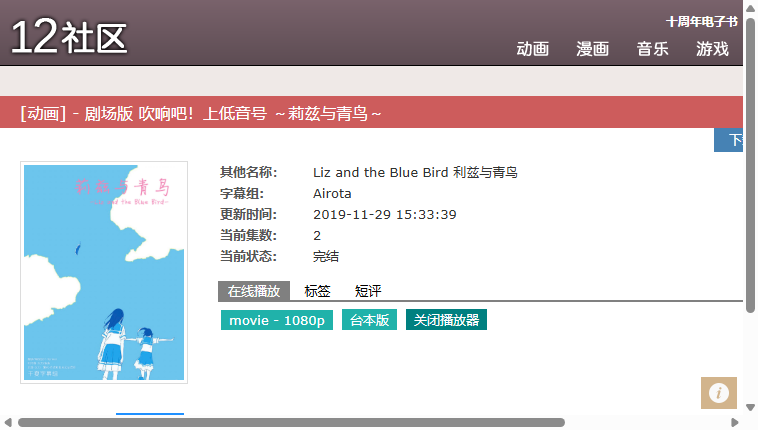 12社区
十周年电子书
动画 漫画 音乐 游戏
[动画] - 剧场版 吹响吧！上低音号 ～莉兹与青鸟～
莉兹与青鸟
Liz and the Blue Bird
其他名称: Liz and the Blue Bird 利兹与青鸟
字幕组: Airota
更新时间: 2019-11-29 15:33:39
当前集数: 2
当前状态: 完结
在线播放 标签 短评
movie - 1080p 台本版 关闭播放器